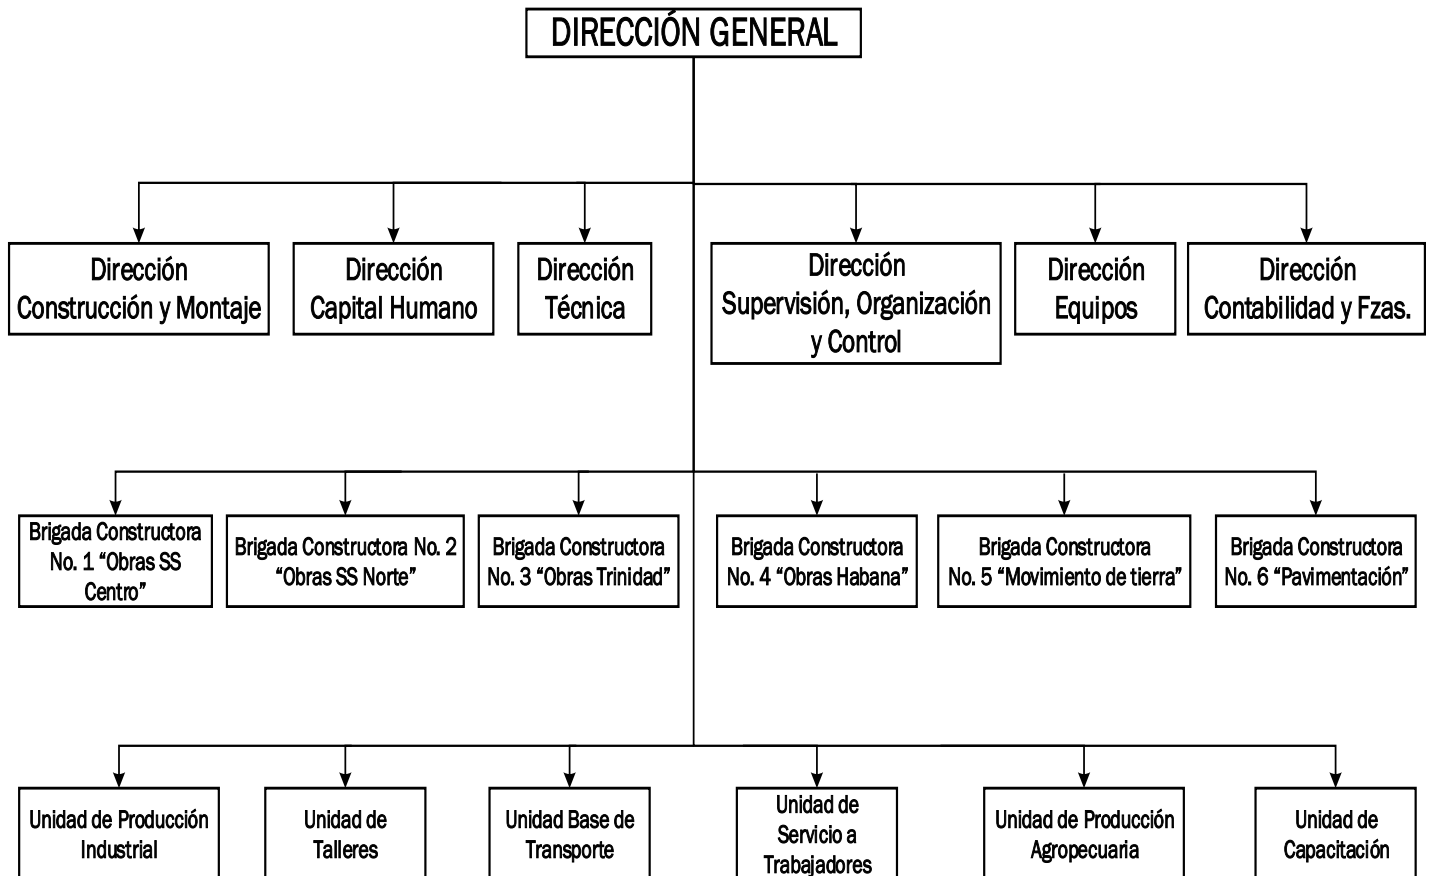 DIRECCIÓN GENERAL
Dirección
Construcción y Montaje
Dirección
Capital Humano
Dirección
Técnica
Dirección
Supervisión, Organización
y Control
Dirección
Equipos
Dirección
Contabilidad y Fzas.
Brigada Constructora
No. 1 “Obras SS
Centro”
Brigada Constructora No. 2
“Obras SS Norte”
Brigada Constructora
No. 3 “Obras Trinidad”
Brigada Constructora
No. 4 “Obras Habana”
Brigada Constructora
No. 5 “Movimiento de tierra”
Brigada Constructora
No. 6 “Pavimentación”
Unidad de Producción
Industrial
Unidad de
Talleres
Unidad Base de
Transporte
Unidad de
Servicio a
Trabajadores
Unidad de Producción
Agropecuaria
Unidad de
Capacitación